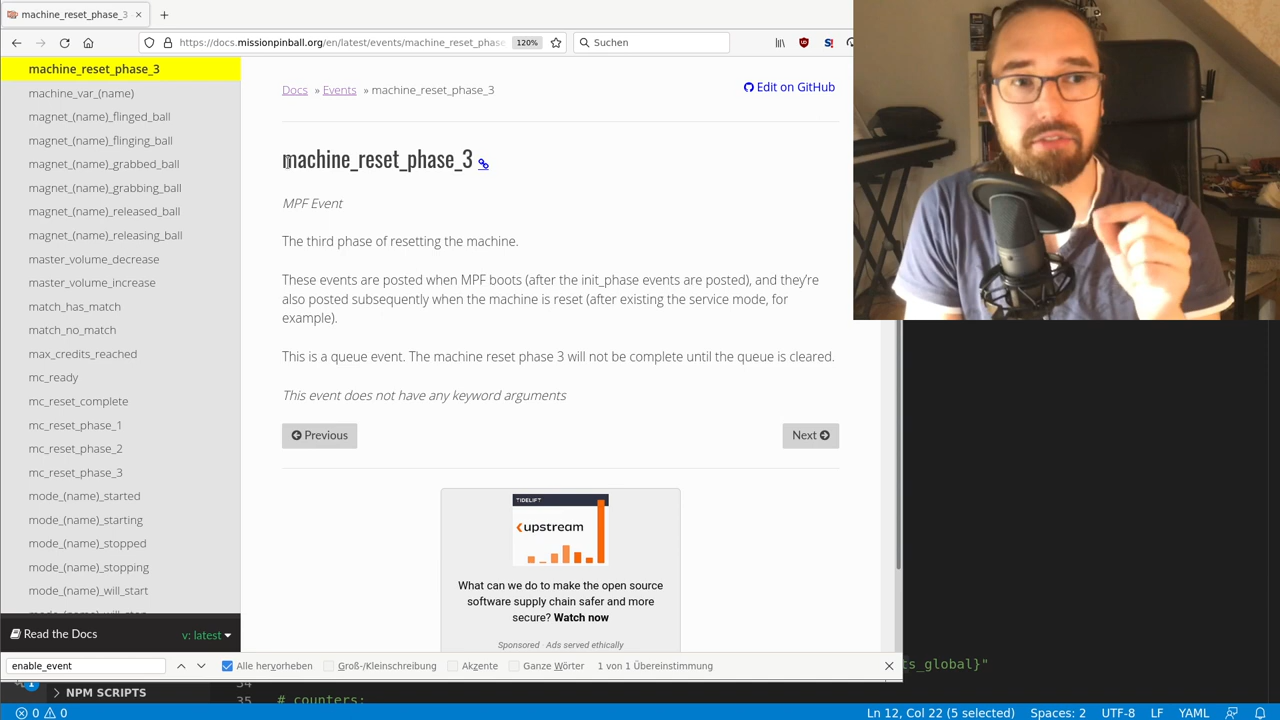 machine_reset_phase_3
https://docs.missionpinball.org/en/latest/events/machine_reset_phase
120%
Suchen
machine_reset_phase_3
machine_var_(name)
magnet_(name)_flinged_ball
magnet_(name)_flinging_ball
magnet_(name)_grabbed_ball
magnet_(name)_grabbing_ball
magnet_(name)_released_ball
magnet_(name)_releasing_ball
master_volume_decrease
master_volume_increase
match_has_match
match_no_match
max_credits_reached
mc_ready
mc_reset_complete
mc_reset_phase_1
mc_reset_phase_2
mc_reset_phase_3
mode_(name)_started
mode_(name)_starting
mode_(name)_stopped
mode_(name)_stopping
mode_(name)_will_start
Read the Docs
v: latest
Docs » Events » machine_reset_phase_3
Edit on GitHub
machine_reset_phase_3
MPF Event
The third phase of resetting the machine.
These events are posted when MPF boots (after the init_phase events are posted), and they’re
also posted subsequently when the machine is reset (after existing the service mode, for
example).
This is a queue event. The machine reset phase 3 will not be complete until the queue is cleared.
This event does not have any keyword arguments
Previous
Next
TIDELIFT
upstream
What can we do to make the open source
software supply chain safer and more
secure? Watch now
Sponsored · Ads served ethically
enable_event
Alle hervorheben
Groß-/Kleinschreibung
Akzente
Ganze Wörter
1 von 1 Übereinstimmung
ts_global}"
1
NPM SCRIPTS
34
35 # counters:
0 0
Ln 12, Col 22 (5 selected)
Spaces: 2
UTF-8
LF
YAML